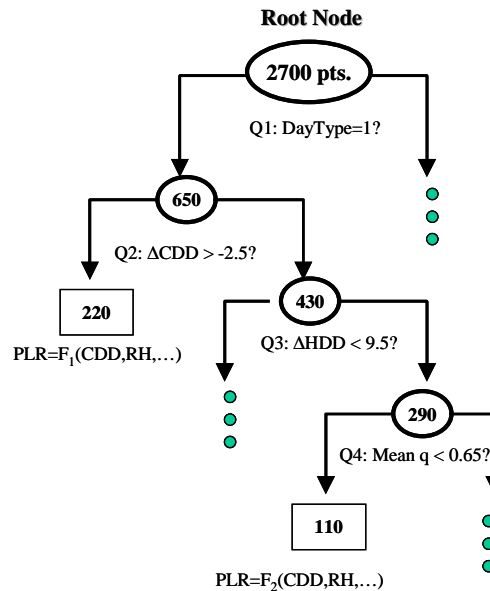 Root Node
2700 pts.
Q1: DayType=1?
650
Q2: ΔCDD > -2.5?
220
430
PLR=F1(CDD,RH,…)
Q3: ΔHDD < 9.5?
290
Q4: Mean q < 0.65?
110
PLR=F2(CDD,RH,…)